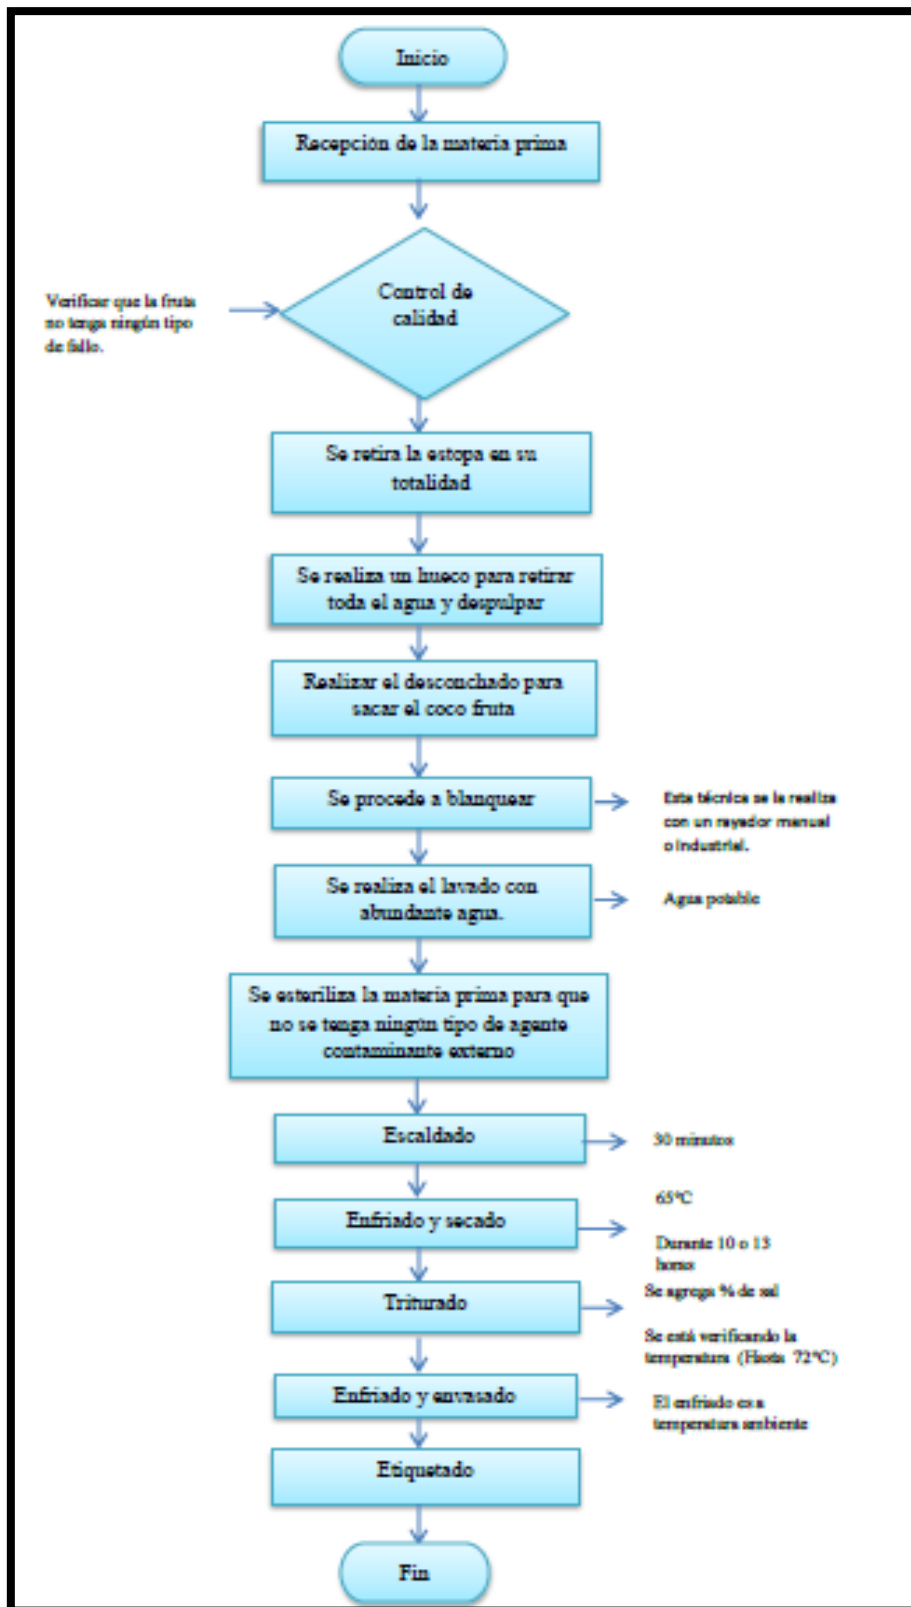 Inicio
Recepción de la materia prima
Verificar que la fruta
no tenga ningún tipo
de fallo.
Control de
calidad
Se retira la estopa en su
totalidad
Se realiza un hueco para retirar
toda el agua y despulpar
Realizar el desconchado para
sacar el coco fruta
Se procede a blanquear
Esta técnica se la realiza
con un rayador manual
o industrial.
Se realiza el lavado con
abundante agua.
Agua potable
Se esteriliza la materia prima para que
no se tenga ningún tipo de agente
contaminante externo
Escaldado
30 minutos
Enfriado y secado
65°C
Durante 10 o 13
horas
Triturado
Se agrega % de sal
Se está verificando la
temperatura (Hasta 72°C)
Enfriado y envasado
El enfriado es a
temperatura ambiente
Etiquetado
Fin